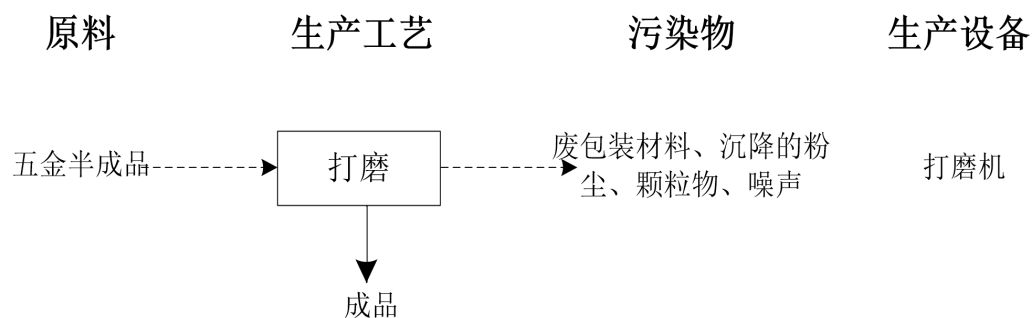 原料 生产工艺 污染物 生产设备
五金半成品 打磨 废包装材料、沉降的粉 打磨机
尘、颗粒物、噪声
成品